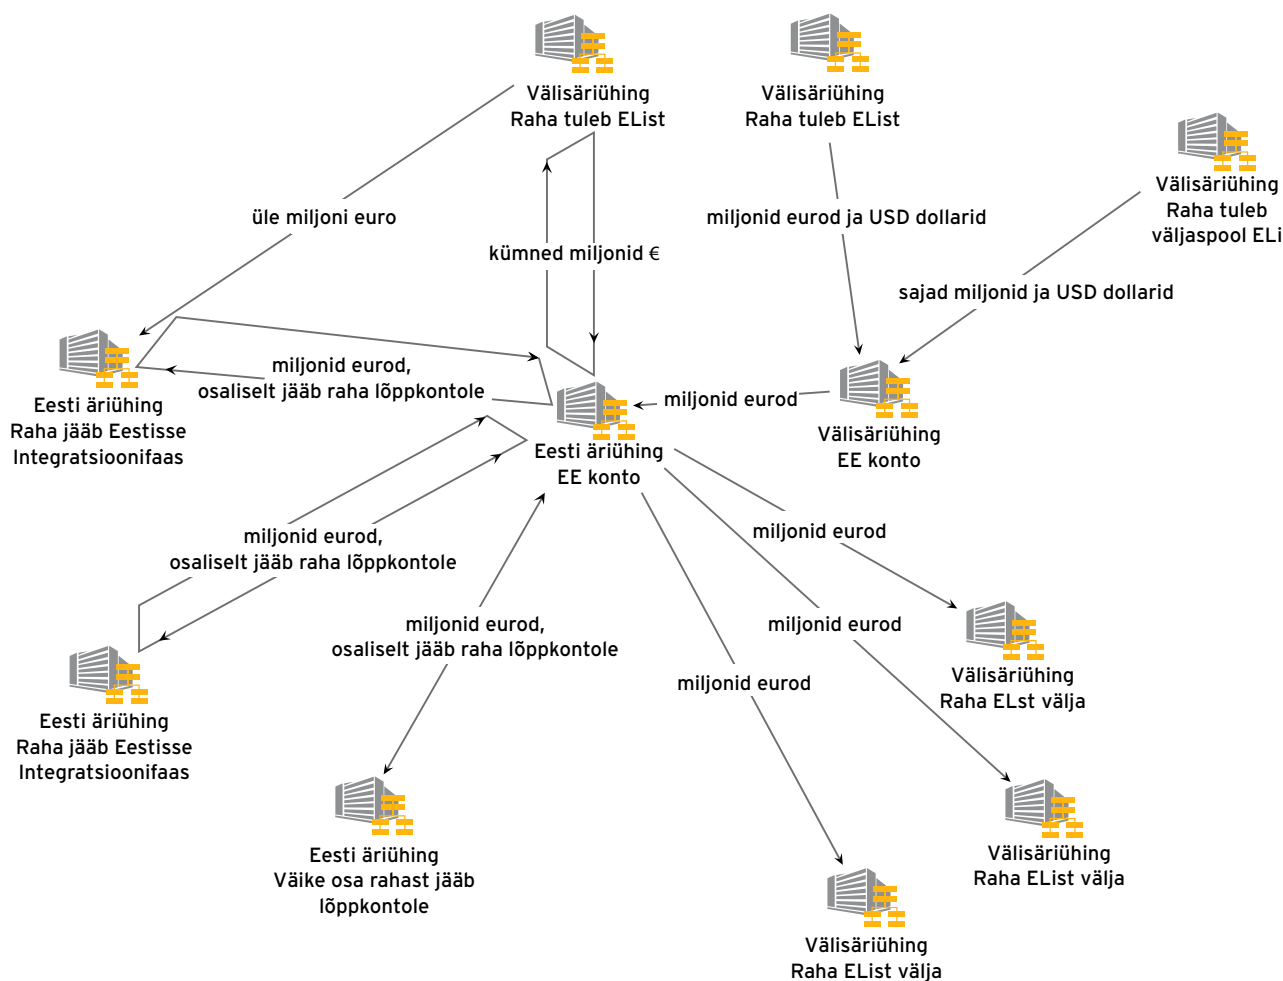 Välisäriühing
Raha tuleb EList
Välisäriühing
Raha tuleb EList
Välisäriühing
Raha tuleb
väljaspool ELi
üle miljoni euro
miljonid eurod ja USD dollarid
kümned miljonid €
sajad miljonid ja USD dollarid
miljonid eurod,
osaliselt jääb raha lõppkontole
Eesti äriühing
Raha jääb Eestisse
Integratsioonifaas
miljonid eurod
Välisäriühing
EE konto
Eesti äriühing
EE konto
miljonid eurod,
osaliselt jääb raha lõppkontole
miljonid eurod
miljonid eurod,
osaliselt jääb raha lõppkontole
miljonid eurod
miljonid eurod
Välisäriühing
Raha ELst välja
Eesti äriühing
Raha jääb Eestisse
Integratsioonifaas
Eesti äriühing
Väike osa rahast jääb
lõppkontole
Välisäriühing
Raha EList välja
Välisäriühing
Raha EList välja